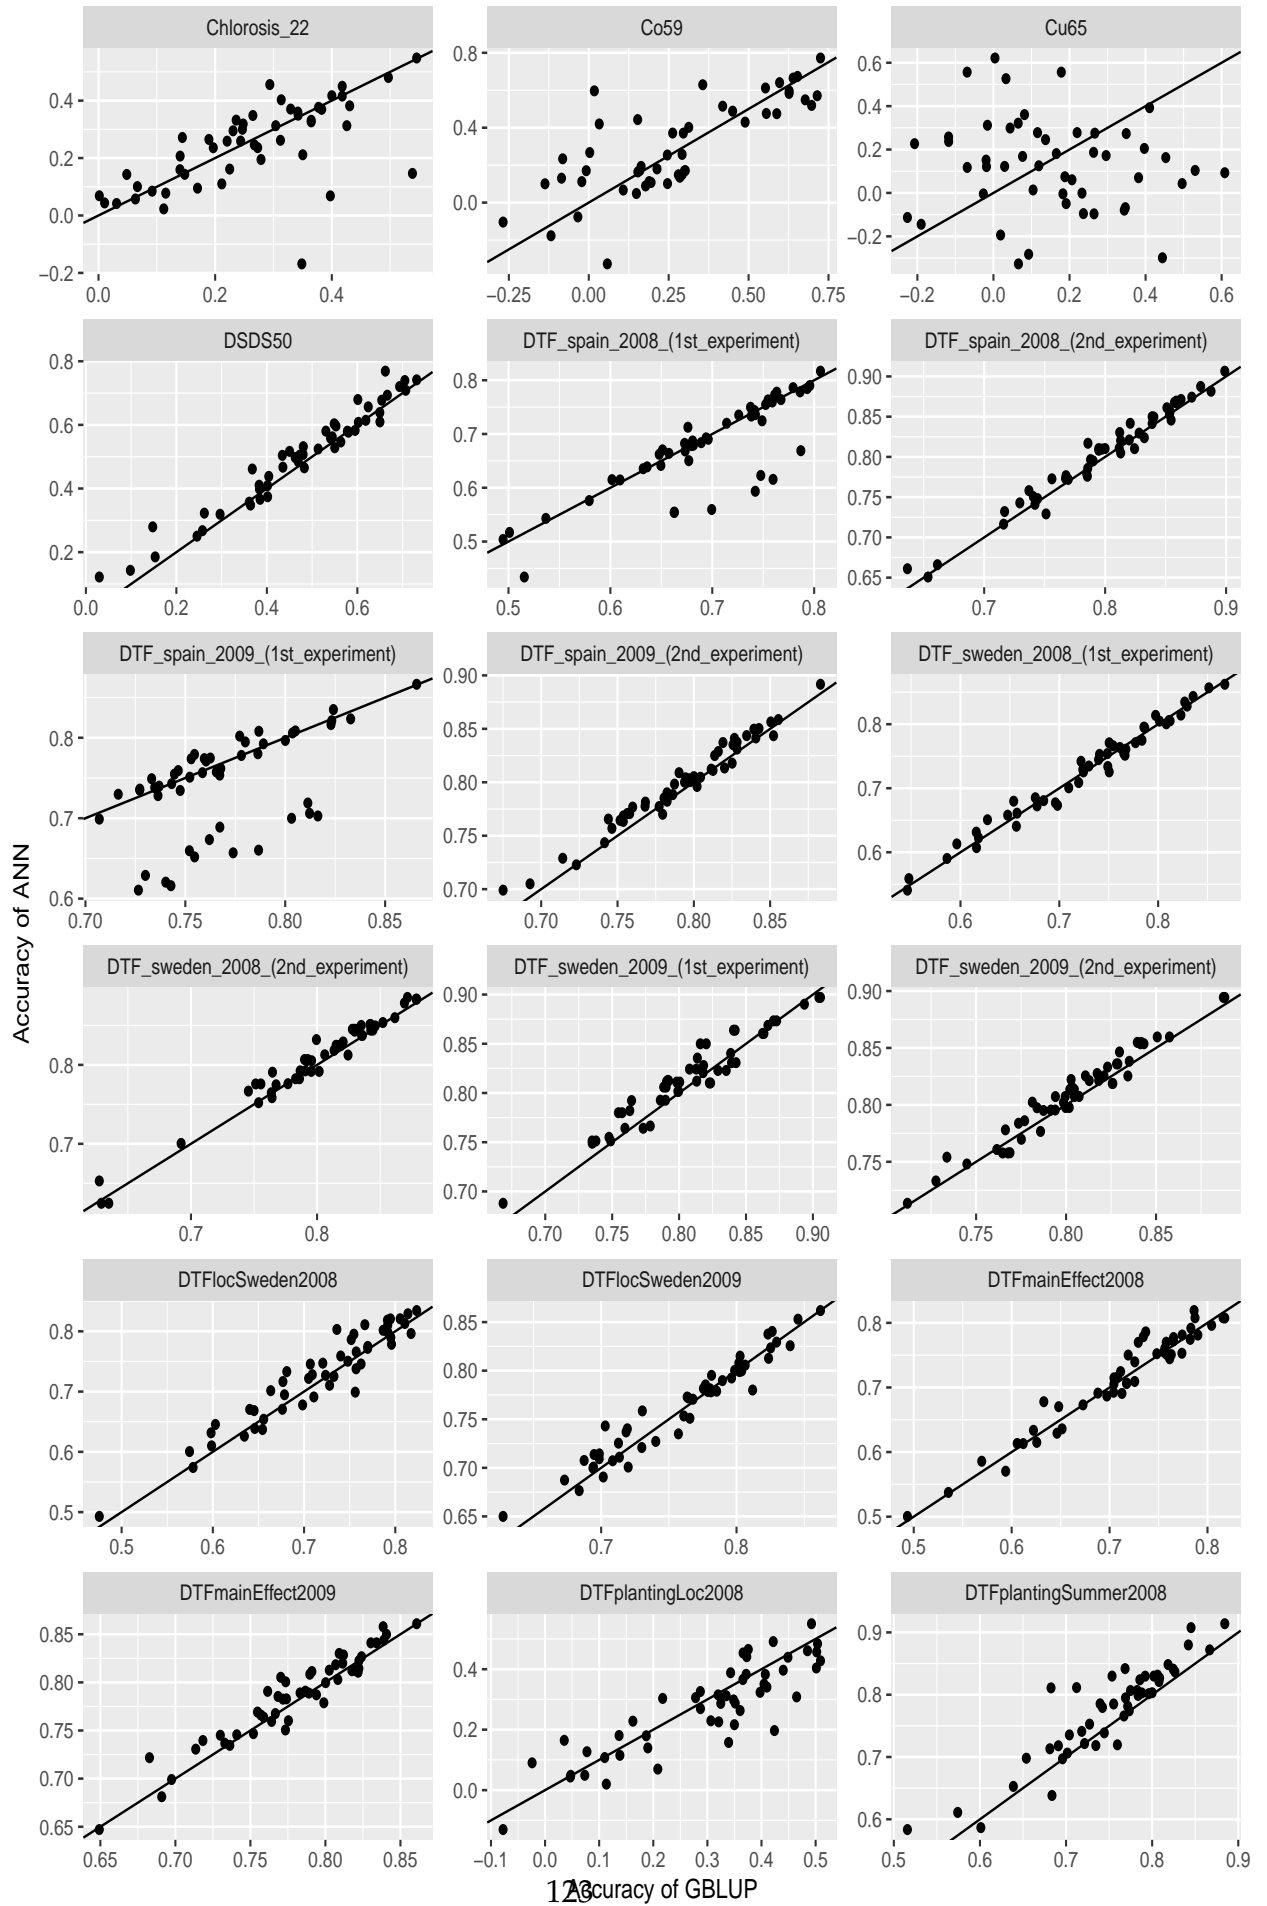 Chlorosis_22 Co59 Cu65
0.4 0.2 0.0 −0.2
0.8 0.4 0.0
0.6 0.4 0.2 0.0 −0.2
0.0 0.2 0.4
−0.25 0.00 0.25 0.50 0.75
−0.2 0.0 0.2 0.4 0.6
DSDS50 DTF_spain_2008_(1st_experiment) DTF_spain_2008_(2nd_experiment)
0.8 0.6 0.4 0.2
0.8 0.7 0.6 0.5
0.90 0.85 0.80 0.75 0.70 0.65
0.0 0.2 0.4 0.6
0.5 0.6 0.7 0.8
0.7 0.8 0.9
DTF_spain_2009_(1st_experiment) DTF_spain_2009_(2nd_experiment) DTF_sweden_2008_(1st_experiment)
0.8 0.7 0.6
0.90 0.85 0.80 0.75 0.70
0.8 0.7 0.6
0.70 0.75 0.80 0.85
0.70 0.75 0.80 0.85
0.6 0.7 0.8
Accuracy of ANN
DTF_sweden_2008_(2nd_experiment) DTF_sweden_2009_(1st_experiment) DTF_sweden_2009_(2nd_experiment)
0.8 0.7
0.90 0.85 0.80 0.75 0.70
0.90 0.85 0.80 0.75
0.7 0.8
0.70 0.75 0.80 0.85 0.90
0.75 0.80 0.85
DTFlocSweden2008 DTFlocSweden2009 DTFmainEffect2008
0.8 0.7 0.6 0.5
0.85 0.80 0.75 0.70 0.65
0.8 0.7 0.6 0.5
0.5 0.6 0.7 0.8
0.7 0.8
0.5 0.6 0.7 0.8
DTFmainEffect2009 DTFplantingLoc2008 DTFplantingSummer2008
0.85 0.80 0.75 0.70 0.65
0.4 0.2 0.0
0.9 0.8 0.7 0.6
0.65 0.70 0.75 0.80 0.85
−0.1 0.0 0.1 0.2 0.3 0.4 0.5
0.5 0.6 0.7 0.8 0.9
Accuracy of GBLUP
123